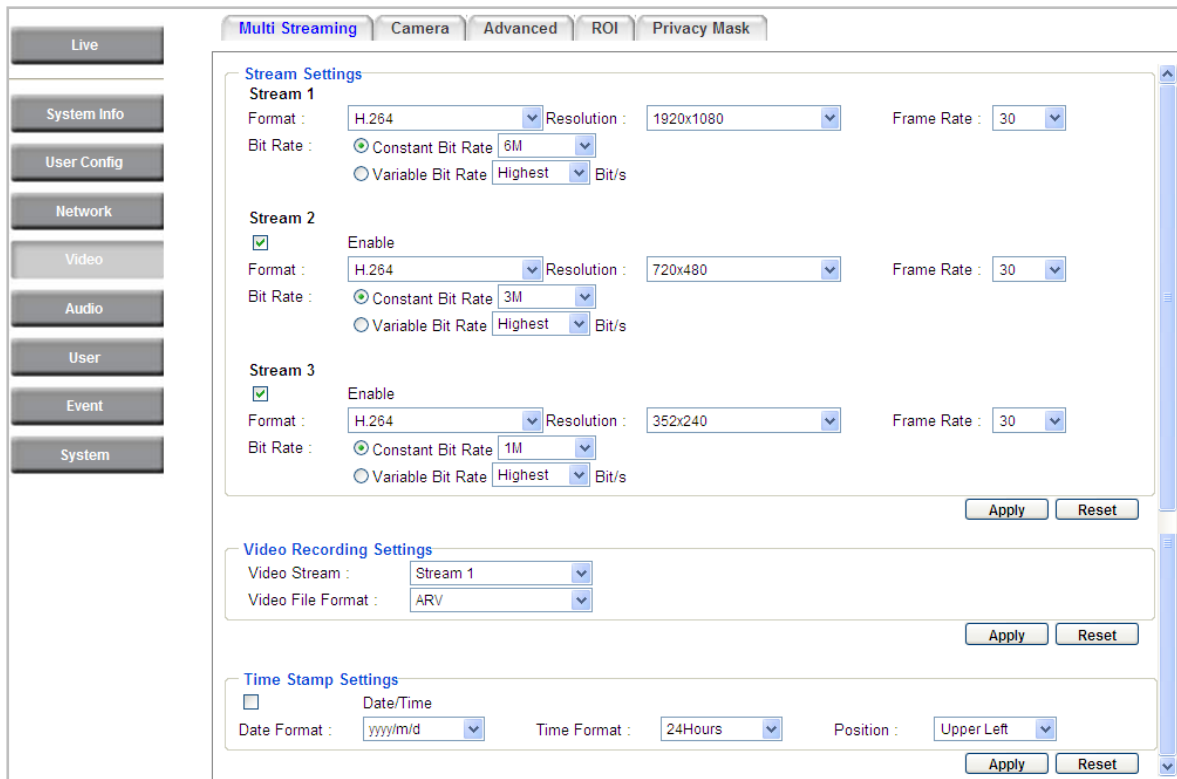 Multi Streaming Camera Advanced ROI Privacy Mask
Live
System Info
User Config
Network
Video
Audio
User
Event
System
Stream Settings
Stream 1
Format : H.264 Resolution : 1920x1080 Frame Rate : 30
Bit Rate : Constant Bit Rate 6M
Variable Bit Rate Highest Bit/s
Stream 2
Enable
Format : H.264 Resolution : 720x480 Frame Rate : 30
Bit Rate : Constant Bit Rate 3M
Variable Bit Rate Highest Bit/s
Stream 3
Enable
Format : H.264 Resolution : 352x240 Frame Rate : 30
Bit Rate : Constant Bit Rate 1M
Variable Bit Rate Highest Bit/s
Apply Reset
Video Recording Settings
Video Stream : Stream 1
Video File Format : ARV
Apply Reset
Time Stamp Settings
Date/Time
Date Format : yyyy/m/d Time Format : 24Hours Position : Upper Left
Apply Reset